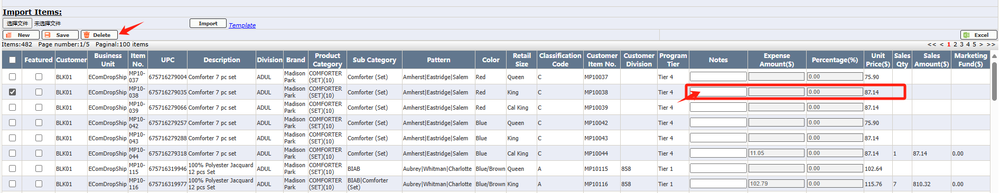 Import Items:
选择文件 未选择文件 Import Template
New Save Delete Excel
Items:482 Page number:1/5 Paginal:100 items << < 1 2 3 4 5 > >>
Featured Customer Business Unit Item No. UPC Description Division Brand Product Category Sub Category Pattern Color Retail Size Classification Code Customer Item No. Customer Division Program Tier Notes Expense Amount($) Percentage(%) Unit Price($) Sales Qty Sales Amount($) Marketing Fund($)
BLK01 EComDropShip MP10-037 675716279004 Comforter 7 pc set ADUL Madison Park COMFORTER (SET)(10) Comforter (Set) Amherst|Eastridge|Salem Red Queen C MP10037 Tier 4 0.00 75.90
BLK01 EComDropShip MP10-038 675716279035 Comforter 7 pc set ADUL Madison Park COMFORTER (SET)(10) Comforter (Set) Amherst|Eastridge|Salem Red King C MP10038 Tier 4 0.00 87.14
BLK01 EComDropShip MP10-039 675716279066 Comforter 7 pc set ADUL Madison Park COMFORTER (SET)(10) Comforter (Set) Amherst|Eastridge|Salem Red Cal King C MP10039 Tier 4 0.00 87.14
BLK01 EComDropShip MP10-042 675716279257 Comforter 7 pc set ADUL Madison Park COMFORTER (SET)(10) Comforter (Set) Amherst|Eastridge|Salem Blue Queen C MP10042 Tier 4 0.00 75.90
BLK01 EComDropShip MP10-043 675716279288 Comforter 7 pc set ADUL Madison Park COMFORTER (SET)(10) Comforter (Set) Amherst|Eastridge|Salem Blue King C MP10043 Tier 4 0.00 87.14
BLK01 EComDropShip MP10-044 675716279318 Comforter 7 pc set ADUL Madison Park COMFORTER (SET)(10) Comforter (Set) Amherst|Eastridge|Salem Blue Cal King C MP10044 Tier 4 11.05 0.00 87.14 1 87.14 0.00
BLK01 EComDropShip MP10-115 675716319946 100% Polyester Jacquard 12 pcs Set ADUL Madison Park COMFORTER (SET)(10) BIAB Aubrey|Whitman|Charlotte Blue/Brown Queen A MP10115 858 Tier 1 0.00 102.64
BLK01 EComDropShip MP10-116 675716319977 100% Polyester Jacquard 12 pcs Set ADUL Madison Park COMFORTER (SET)(10) BIAB|Comforter (Set) Aubrey|Whitman|Charlotte Blue/Brown King A MP10116 858 Tier 1 102.79 0.00 115.76 7 810.32 0.00